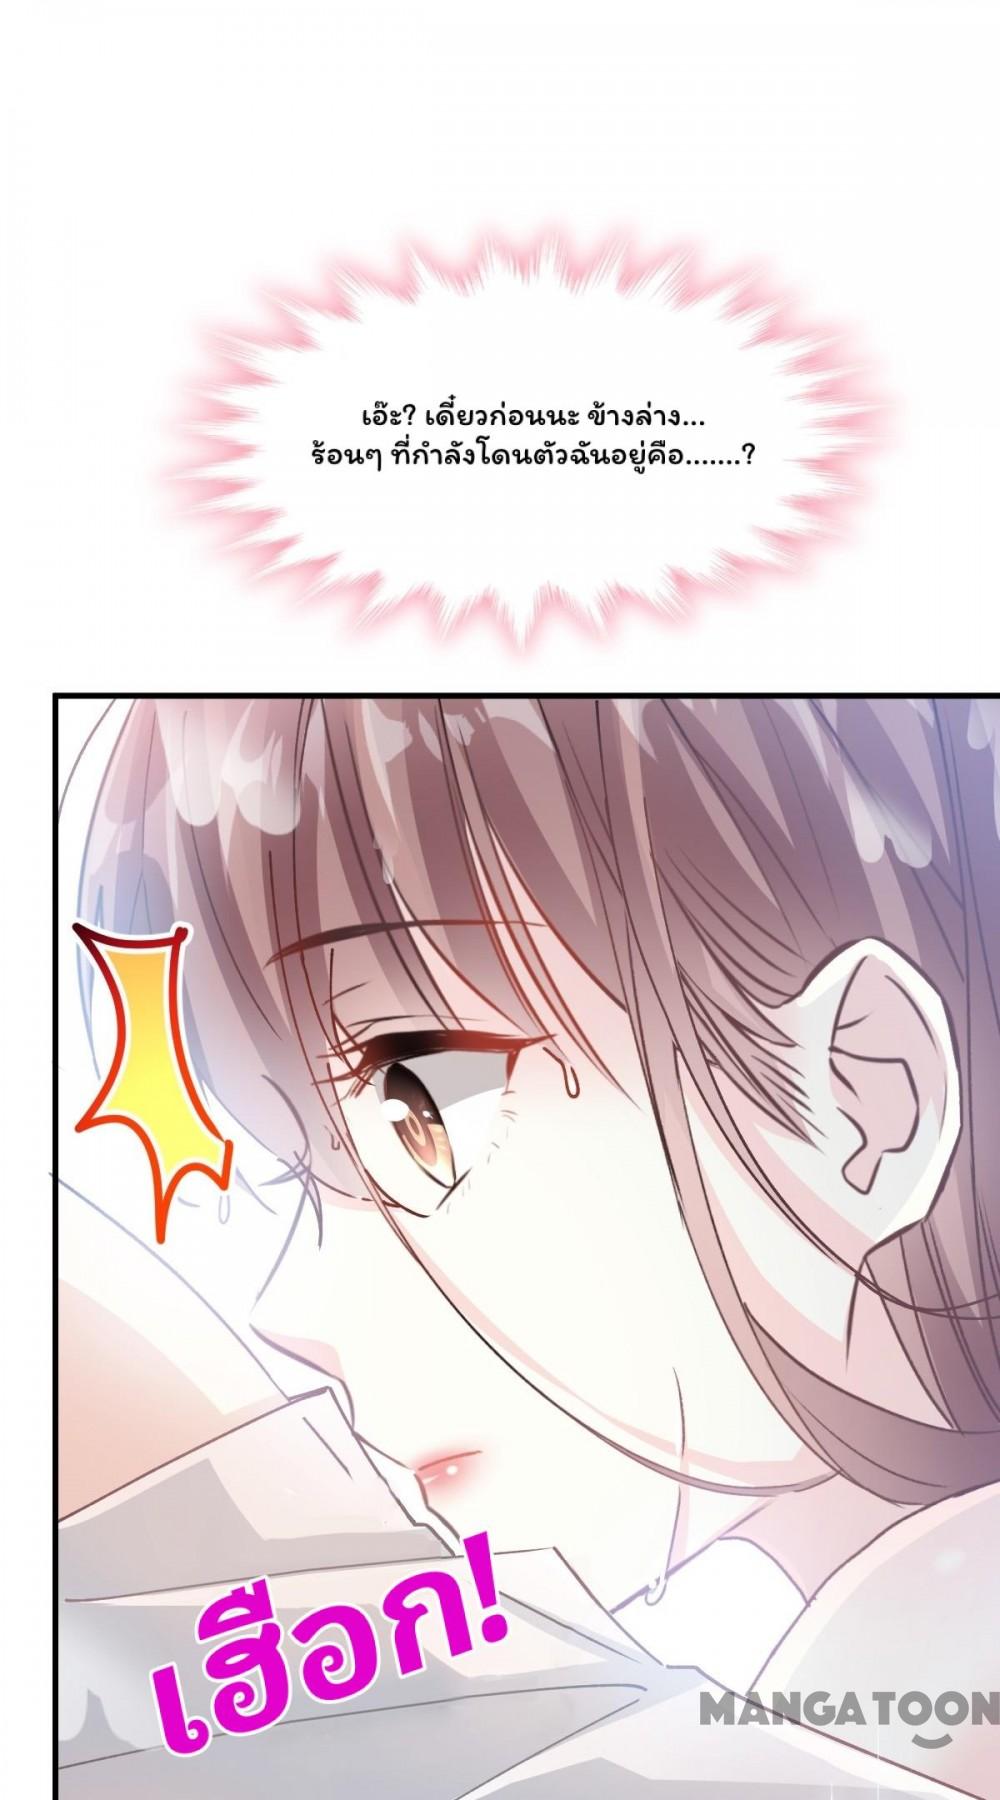 เอ๊ะ? เดี๋ยวก่อนนะ ข้างล่าง...
ร้อนๆ ที่กำลังโดนตัวฉันอยู่คือ.......?
เฮือก!
MANGATOON